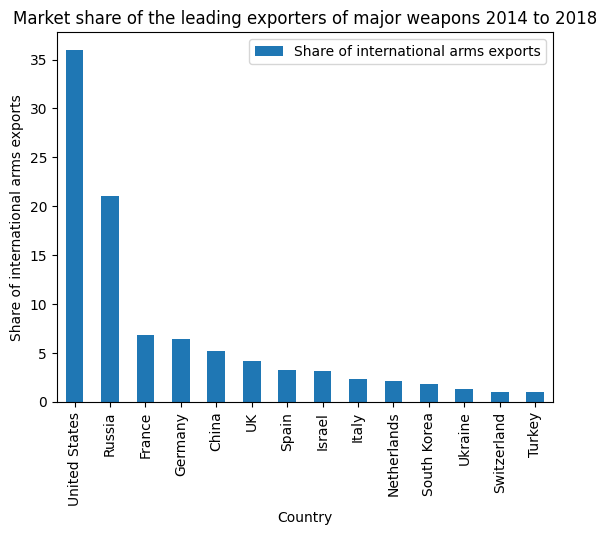 Market share of the leading exporters of major weapons 2014 to 2018
Share of international arms exports
Share of international arms exports
35
30
25
20
15
10
5
0
United States
Russia
France
Germany
China
UK
Spain
Israel
Italy
Netherlands
South Korea
Ukraine
Switzerland
Turkey
Country